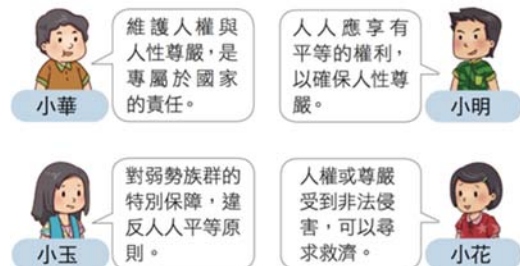 維護人權與
人性尊嚴，是
專屬於國家
的責任。
小華
人人應享有
平等的權利，
以確保人性尊
嚴。
小明
對弱勢族群的
特別保障，違
反人人平等原
則。
小玉
人權或尊嚴
受到非法侵
害，可以尋
求救濟。
小花